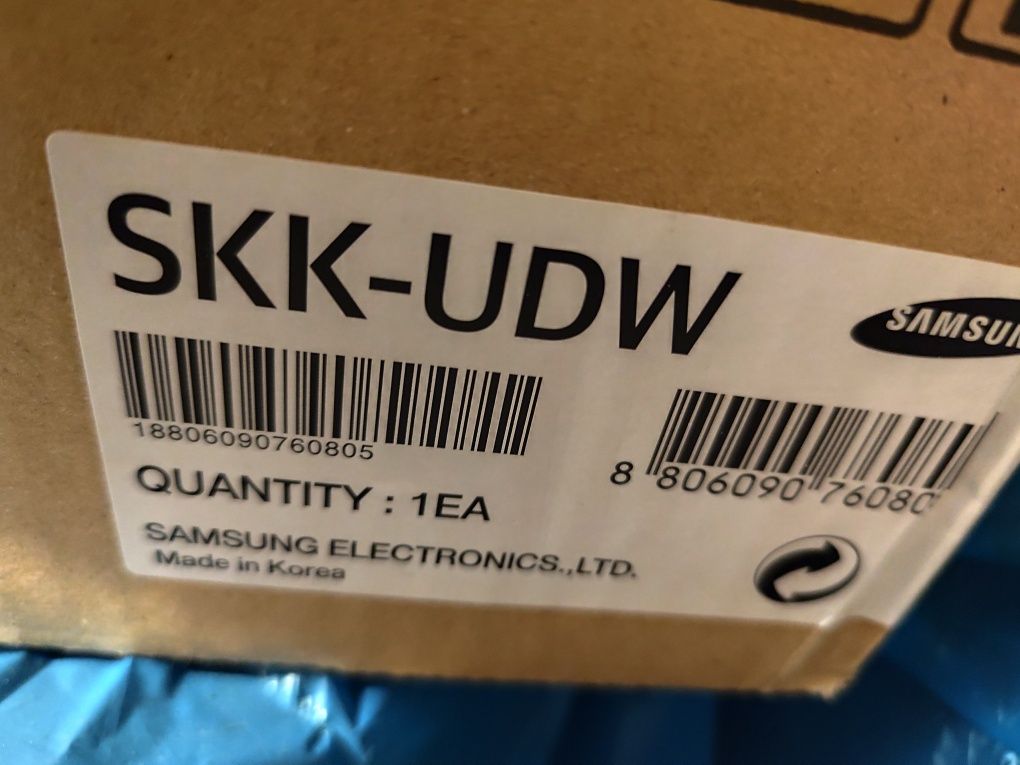 SKK-UDW
SAMSUN
18806090760805
8 806090 76080
QUANTITY : 1EA
SAMSUNG ELECTRONICS.,LTD.
Made in Korea